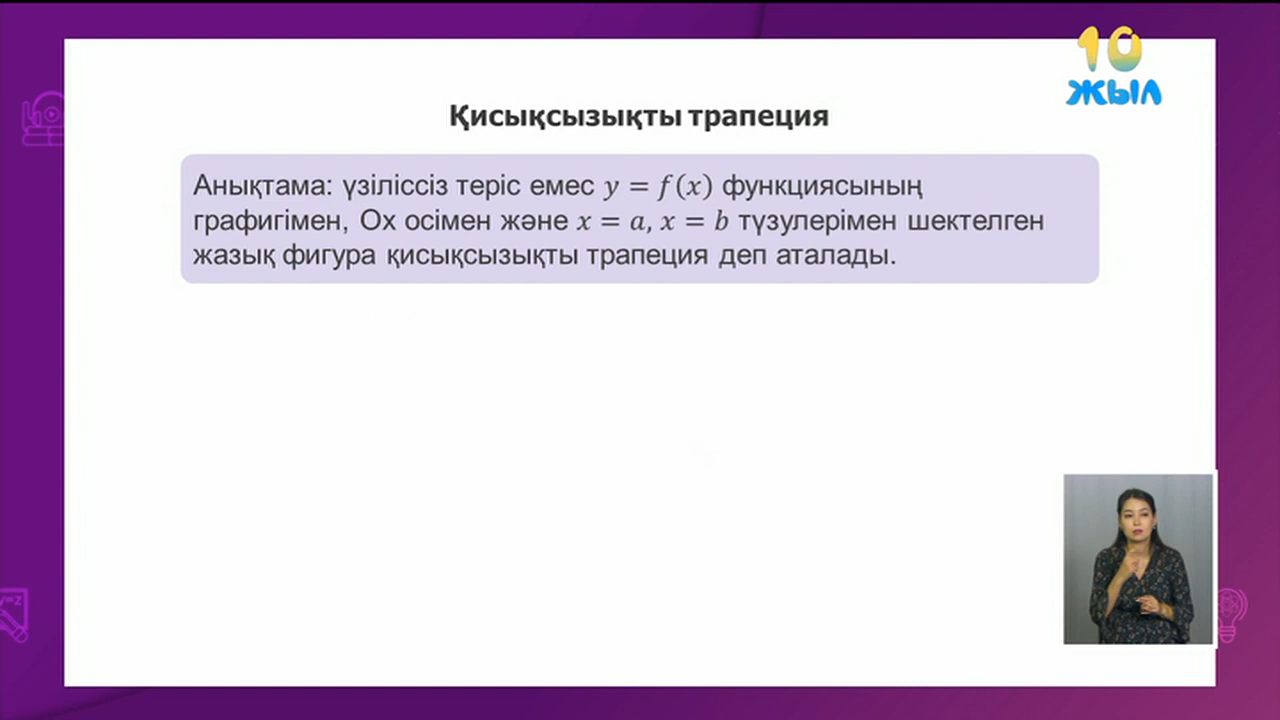 10
ЖЫЛ
Қисықсызықты трапеция
Анықтама: үзіліссіз теріс емес y = f(x) функциясының
графигімен, Ох осімен және x = a, x = b түзулерімен шектелген
жазық фигура қисықсызықты трапеция деп аталады.